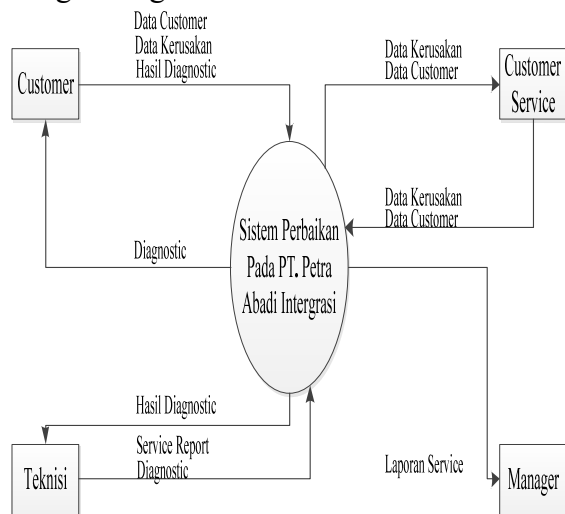 Data Customer
Data Kerusakan
Hasil Diagnostic
Customer
Data Kerusakan
Data Customer
Customer
Service
Data Kerusakan
Data Customer
Sistem Perbaikan
Pada PT. Petra
Abadi Intergrasi
Diagnostic
Hasil Diagnostic
Service Report
Diagnostic
Teknisi
Laporan Service
Manager